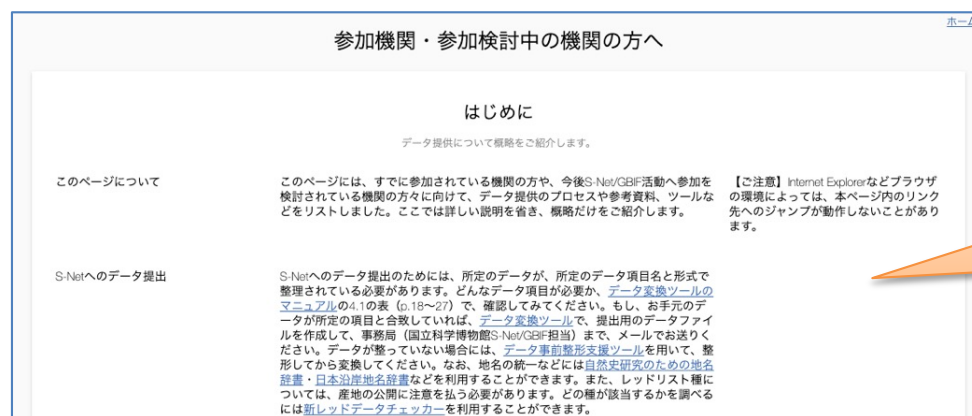 ホーム
参加機関・参加検討中の機関の方へ
はじめに
データ提供について概略をご紹介します。
このページについて
このページには、すでに参加されている機関の方や、今後S-Net/GBIF活動へ参加を
検討されている機関の方々に向けて、データ提供のプロセスや参考資料、ツールな
どをリストしました。ここでは詳しい説明を省き、概略だけをご紹介します。
【ご注意】Internet Explorerなどブラウザ
の環境によっては、本ページ内のリンク
先へのジャンプが動作しないことがあり
ます。
S-Netへのデータ提出
S-Netへのデータ提出のためには、所定のデータが、所定のデータ項目名と形式で
整理されている必要があります。どんなデータ項目が必要か、データ変換ツールの
マニュアルの4.1の表（p.18〜27）で、確認してみてください。もし、お手元のデ
ータが所定の項目と合致していれば、データ変換ツールで、提出用のデータファイ
ルを作成して、事務局（国立科学博物館S-Net/GBIF担当）まで、メールでお送りく
ださい。データが整っていない場合には、データ事前整形支援ツールを用いて、整
形してから変換してください。なお、地名の統一などには自然史研究のための地名
辞書・日本沿岸地名辞書などを利用することができます。また、レッドリスト種に
ついては、産地の公開に注意を払う必要があります。どの種が該当するかを調べる
には新レッドデータチェッカーを利用することができます。